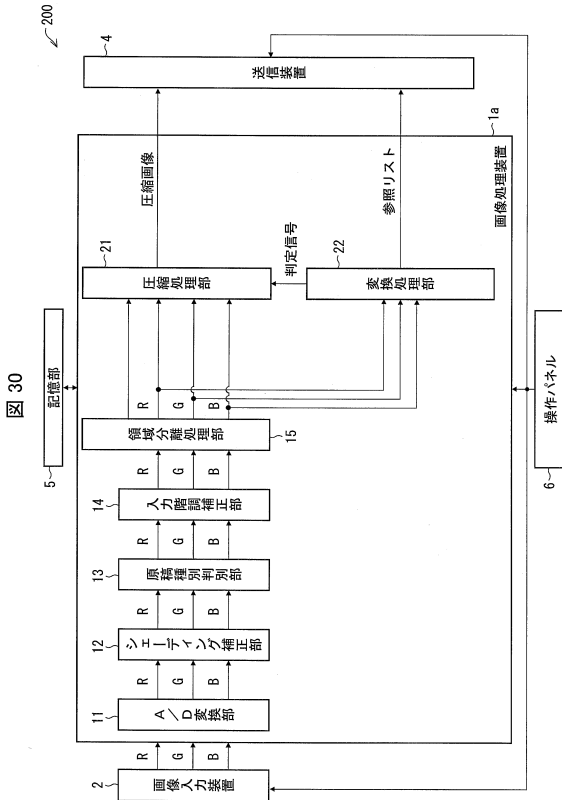 図 30
200
記憶部
5
画像入力装置
2
R
G
B
A/D変換部
11
R
G
B
シェーディング補正部
12
R
G
B
原稿種別判別部
13
R
G
B
入力階調補正部
14
R
G
B
領域分離処理部
15
R
G
B
圧縮処理部
21
判定信号
変換処理部
22
圧縮画像
参照リスト
画像処理装置
1a
送信装置
4
操作パネル
6